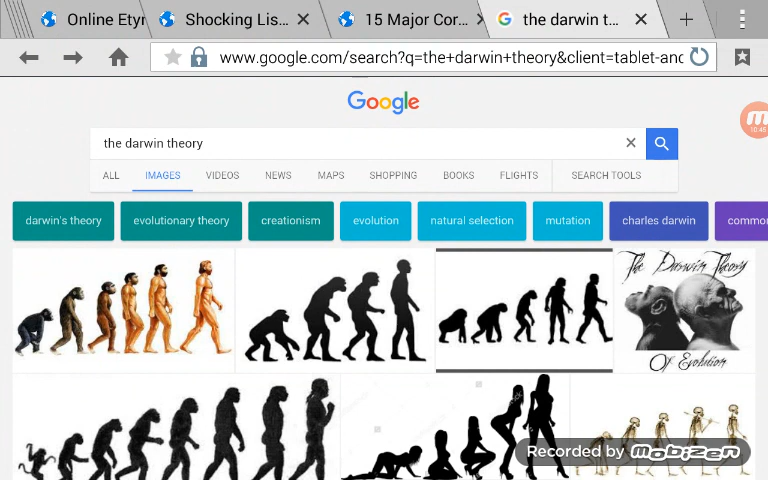 Online Etyr
Shocking Lis...
15 Major Cor...
the darwin t...
www.google.com/search?q=the+darwin+theory&client=tablet-anc
Google
10:45
the darwin theory
ALL IMAGES VIDEOS NEWS MAPS SHOPPING BOOKS FLIGHTS SEARCH TOOLS
darwin's theory evolutionary theory creationism evolution natural selection mutation charles darwin commo
The Darwin Theory
Of Evolution
Recorded by mobizen